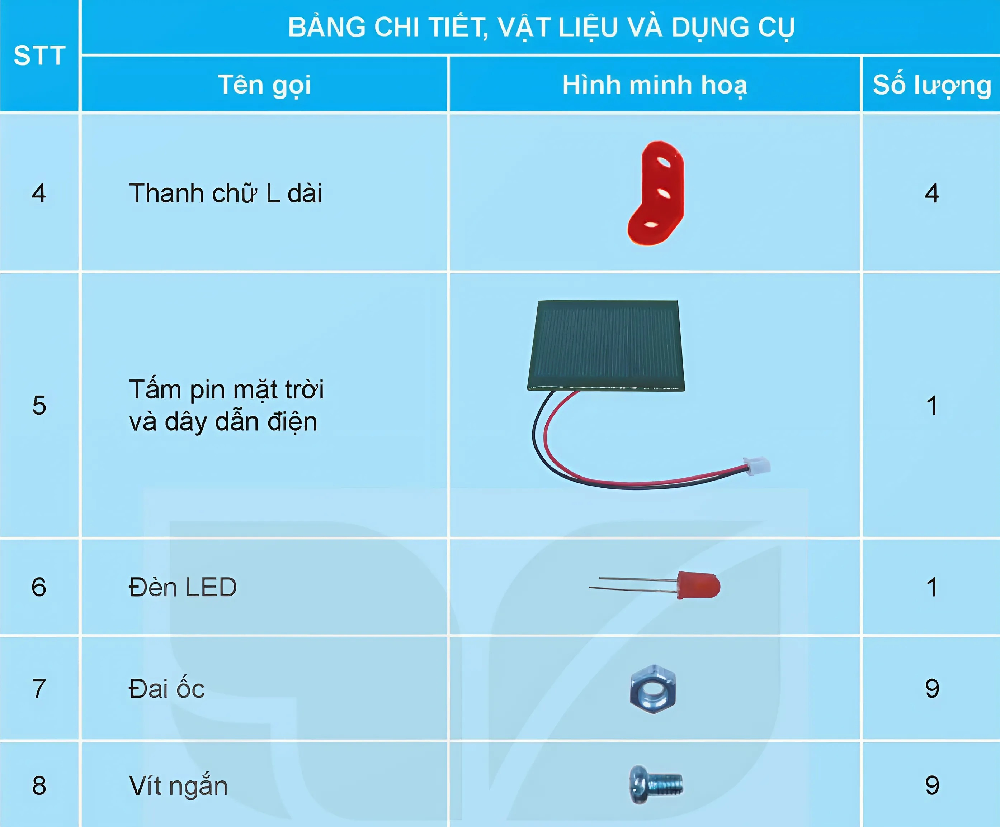 STT
BẢNG CHI TIẾT, VẬT LIỆU VÀ DỤNG CỤ
Tên gọi
Hình minh hoạ
Số lượng
4
Thanh chữ L dài
4
5
Tấm pin mặt trời
và dây dẫn điện
1
6
Đèn LED
1
7
Đai ốc
9
8
Vít ngắn
9